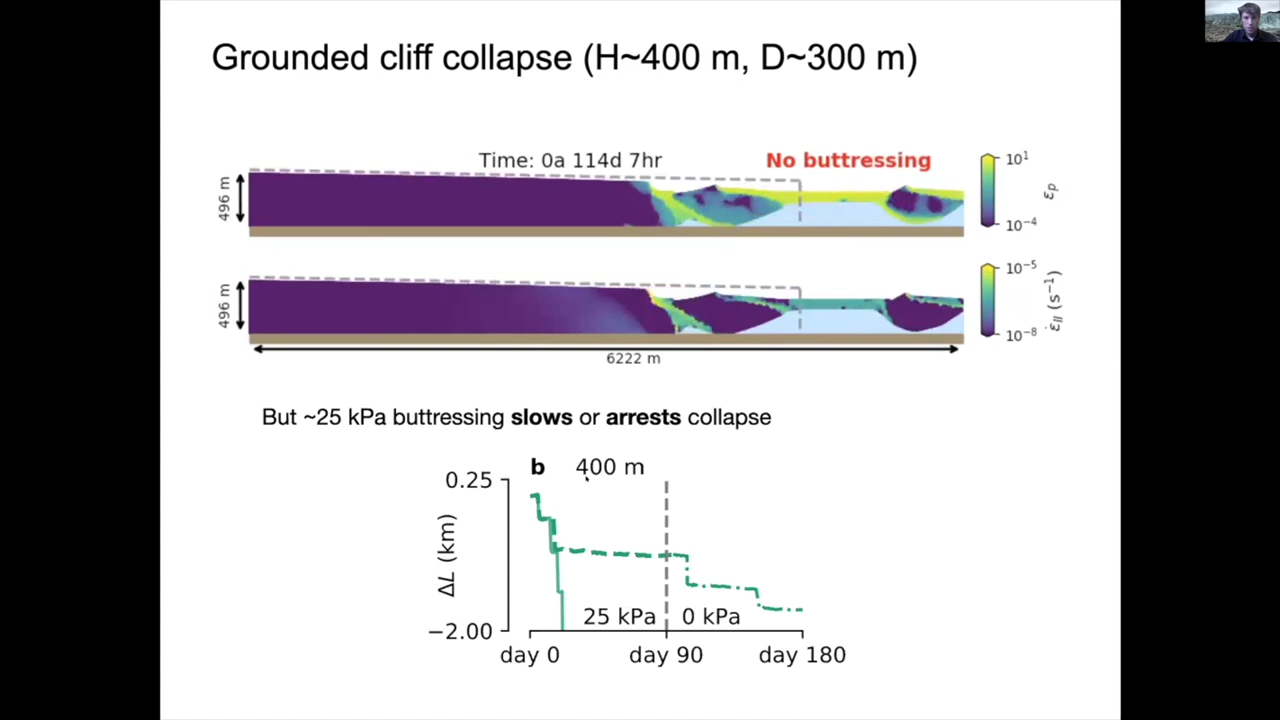 Grounded cliff collapse (H~400 m, D~300 m)
Time: 0a 114d 7hr
No buttressing
496 m
10¹
εₚ
10⁻⁴
496 m
10⁻⁵
ε̇_II (s⁻¹)
10⁻⁸
6222 m
But ~25 kPa buttressing slows or arrests collapse
b 400 m
0.25
ΔL (km)
−2.00
25 kPa
0 kPa
day 0
day 90
day 180